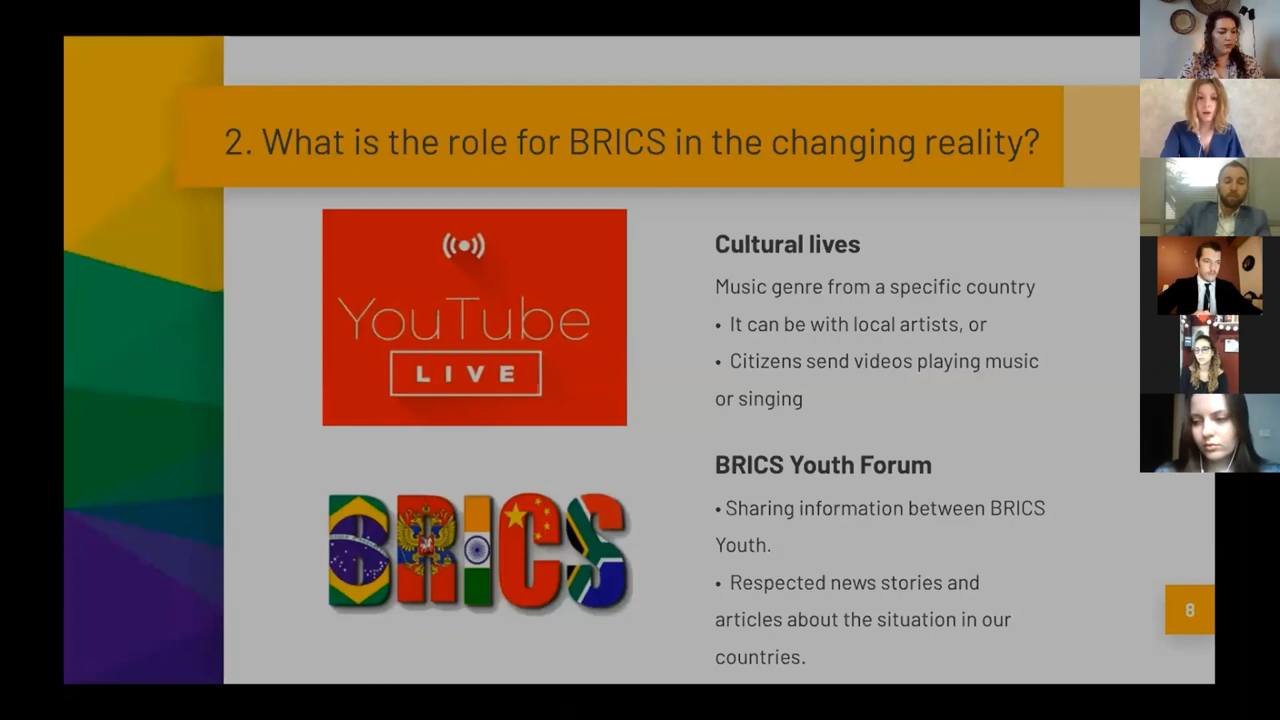 2. What is the role for BRICS in the changing reality?
YouTube
LIVE
Cultural lives
Music genre from a specific country
• It can be with local artists, or
• Citizens send videos playing music
or singing
BRICS
BRICS Youth Forum
• Sharing information between BRICS
Youth.
• Respected news stories and
articles about the situation in our
countries.
8